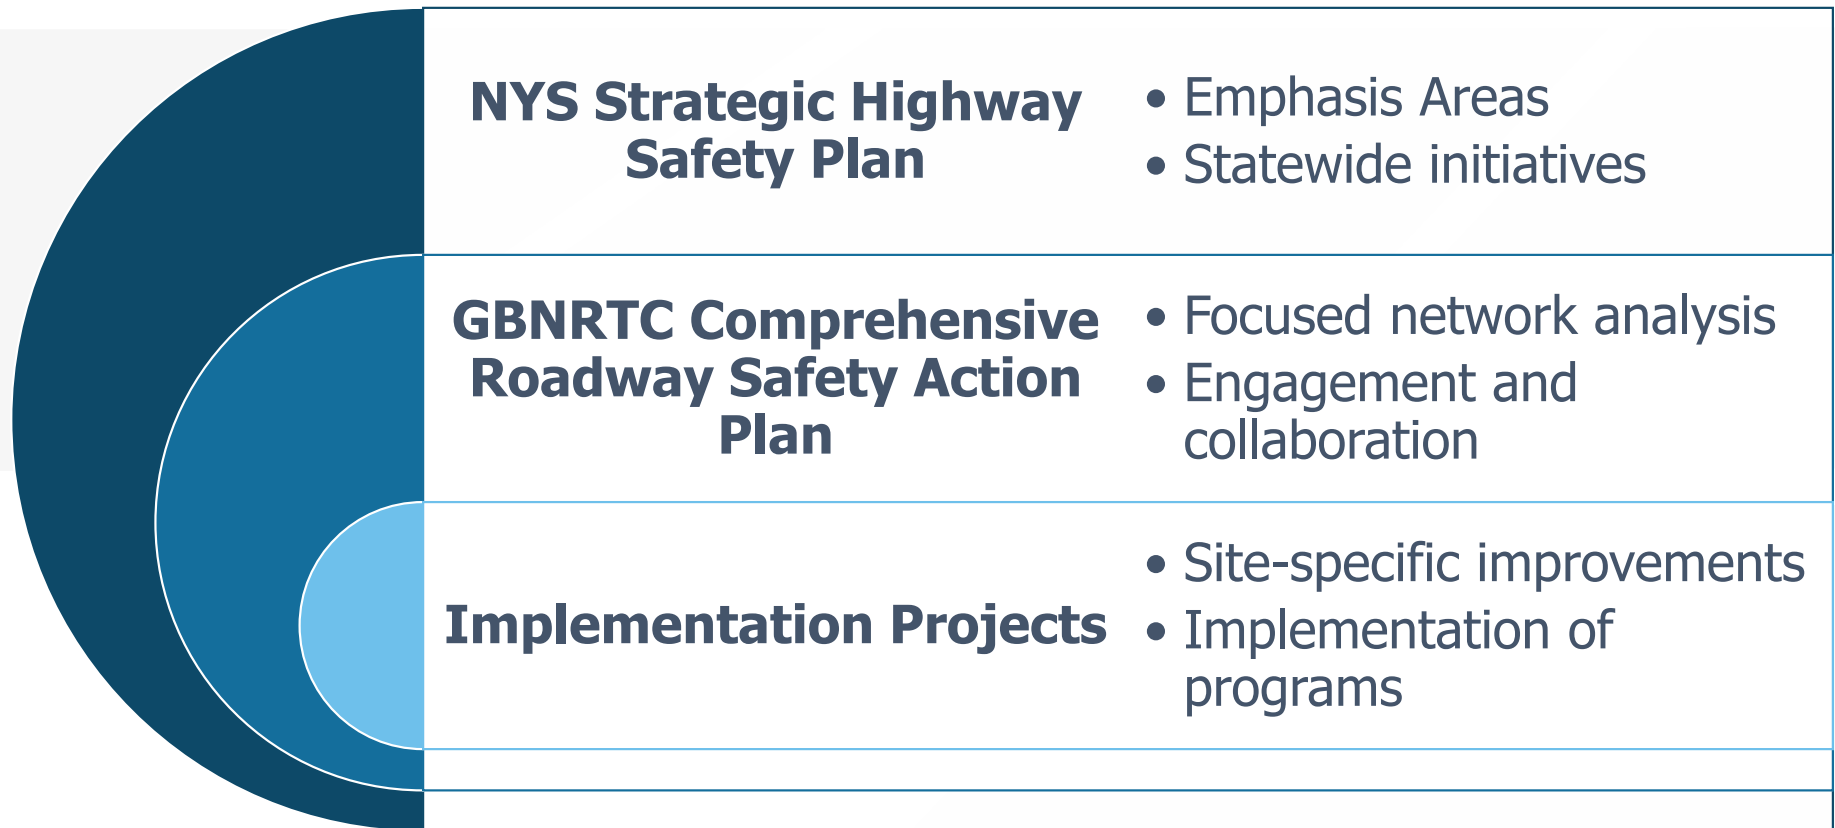 NYS Strategic Highway
Safety Plan
• Emphasis Areas
• Statewide initiatives
GBNRTC Comprehensive
Roadway Safety Action
Plan
• Focused network analysis
• Engagement and
collaboration
Implementation Projects
• Site-specific improvements
• Implementation of
programs